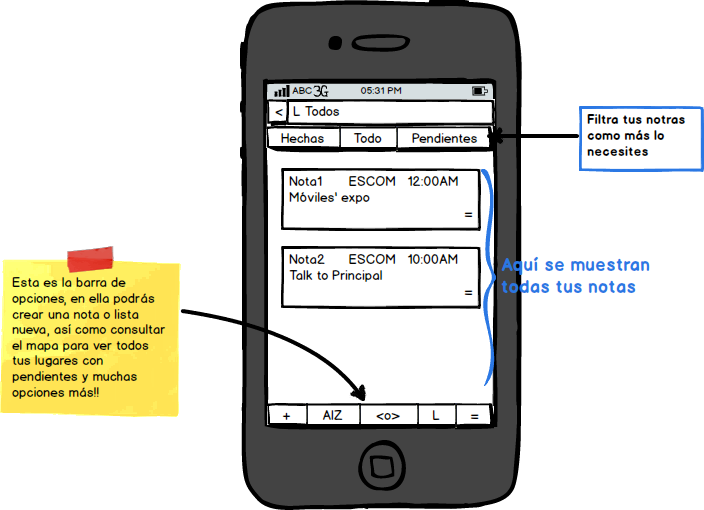 ABC 3G 05:31 PM
< L Todos
Hechas Todo Pendientes
Filtra tus notras
como más lo
necesites
Nota1 ESCOM 12:00AM
Móviles' expo
=
Nota2 ESCOM 10:00AM
Talk to Principal
=
Aquí se muestran
todas tus notas
Esta es la barra de
opciones, en ella podrás
crear una nota o lista
nueva, así como consultar
el mapa para ver todos
tus lugares con
pendientes y muchas
opciones más!!
+ AIZ <o> L =